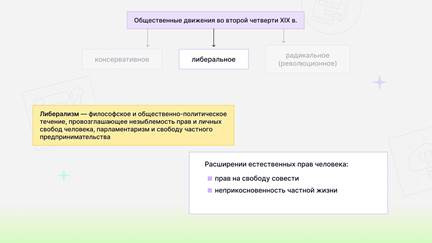 Общественные движения во второй четверти XIX в.
консервативное
либеральное
радикальное
(революционное)
Либерализм — философское и общественно-политическое
течение, провозглашающее незыблемость прав и личных
свобод человека, парламентаризм и свободу частного
предпринимательства
Расширении естественных прав человека:
прав на свободу совести
неприкосновенность частной жизни